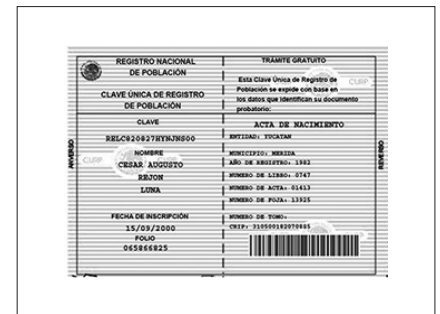 REGISTRO NACIONAL
DE POBLACIÓN
CLAVE ÚNICA DE REGISTRO
DE POBLACIÓN
CLAVE
RELC820827HYNJNS00
NOMBRE
CESAR AUGUSTO
REJON
LUNA
FECHA DE INSCRIPCIÓN
15/09/2000
FOLIO
065866825
ANVERSO
TRÁMITE GRATUITO
Esta Clave Única de Registro de
Población se expide con base en
los datos que identifican su documento
probatorio:
CURP
ACTA DE NACIMIENTO
ENTIDAD: YUCATAN
MUNICIPIO: MERIDA
AÑO DE REGISTRO: 1982
NUMERO DE LIBRO: 0747
NUMERO DE ACTA: 01413
NUMERO DE FOJA: 13925
NUMERO DE TOMO:
CRIP: 310500182070885
REVERSO
CURP